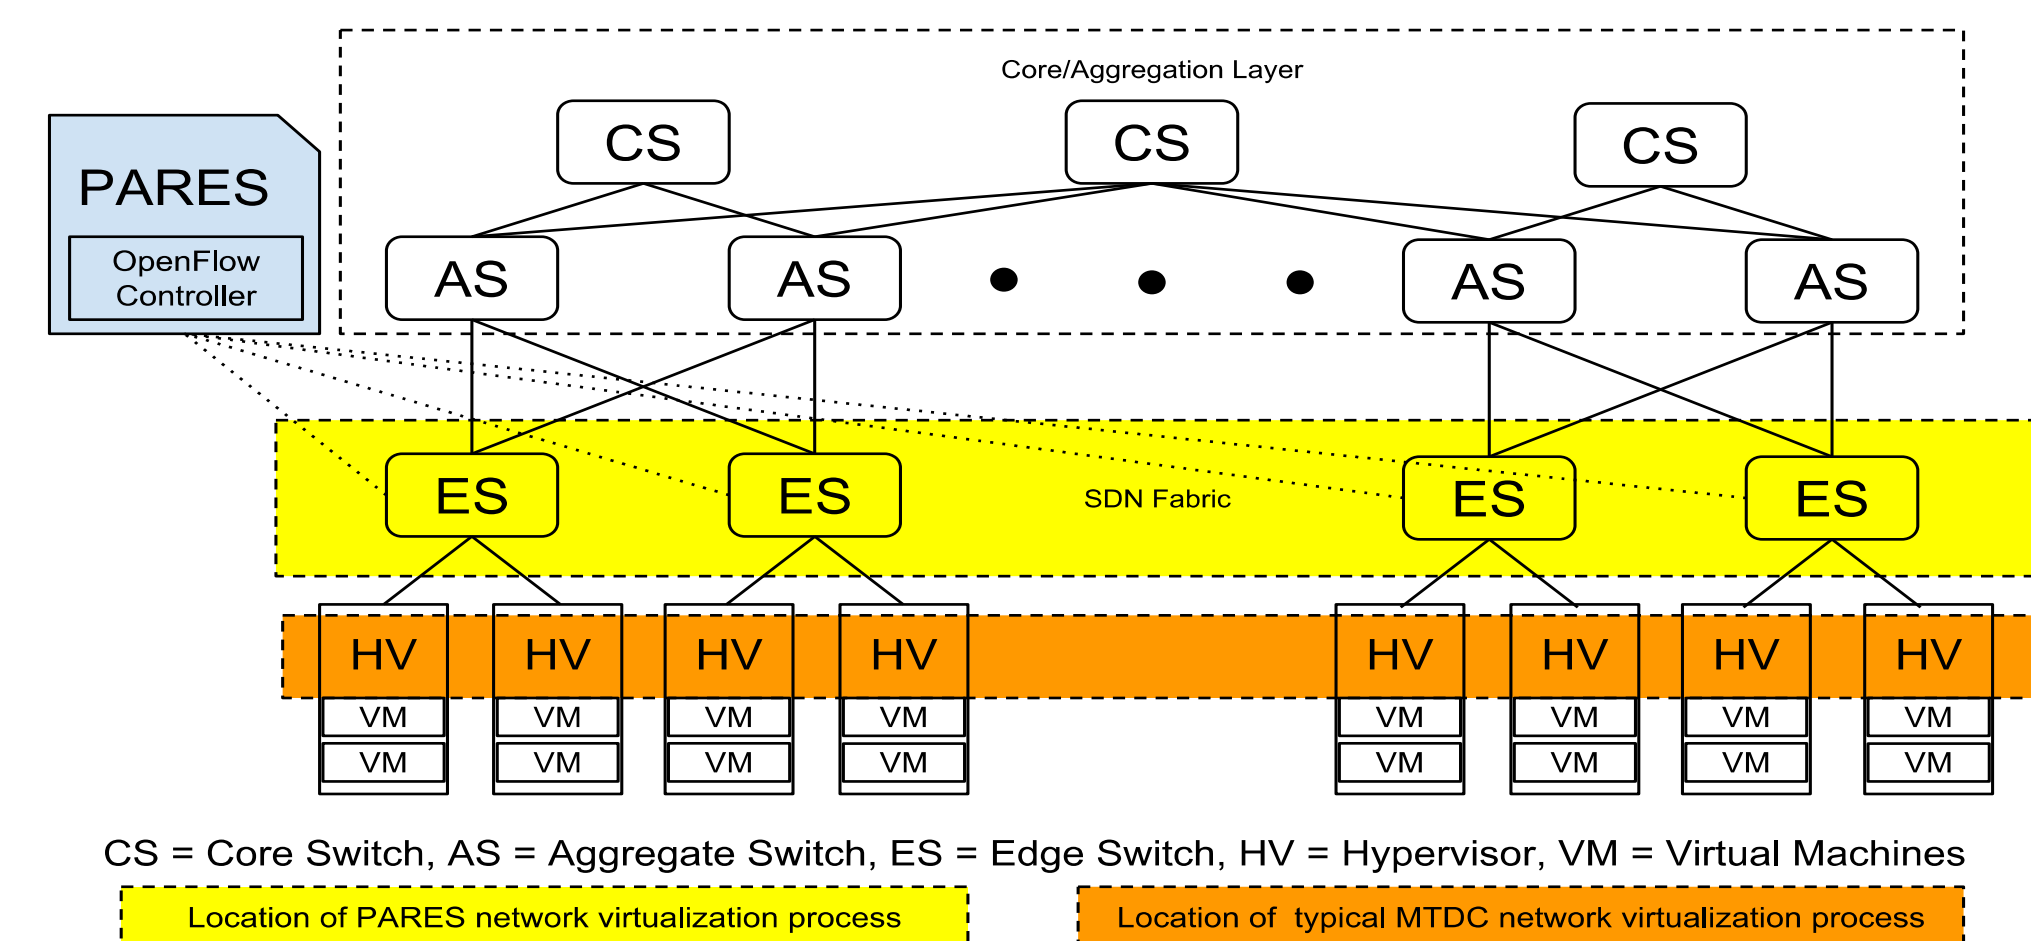 Core/Aggregation Layer
CS CS CS
PARES
OpenFlow
Controller
AS AS AS AS
ES ES SDN Fabric ES ES
HV HV HV HV HV HV HV HV
VM VM VM VM VM VM VM VM
VM VM VM VM VM VM VM VM
CS = Core Switch, AS = Aggregate Switch, ES = Edge Switch, HV = Hypervisor, VM = Virtual Machines
Location of PARES network virtualization process
Location of typical MTDC network virtualization process